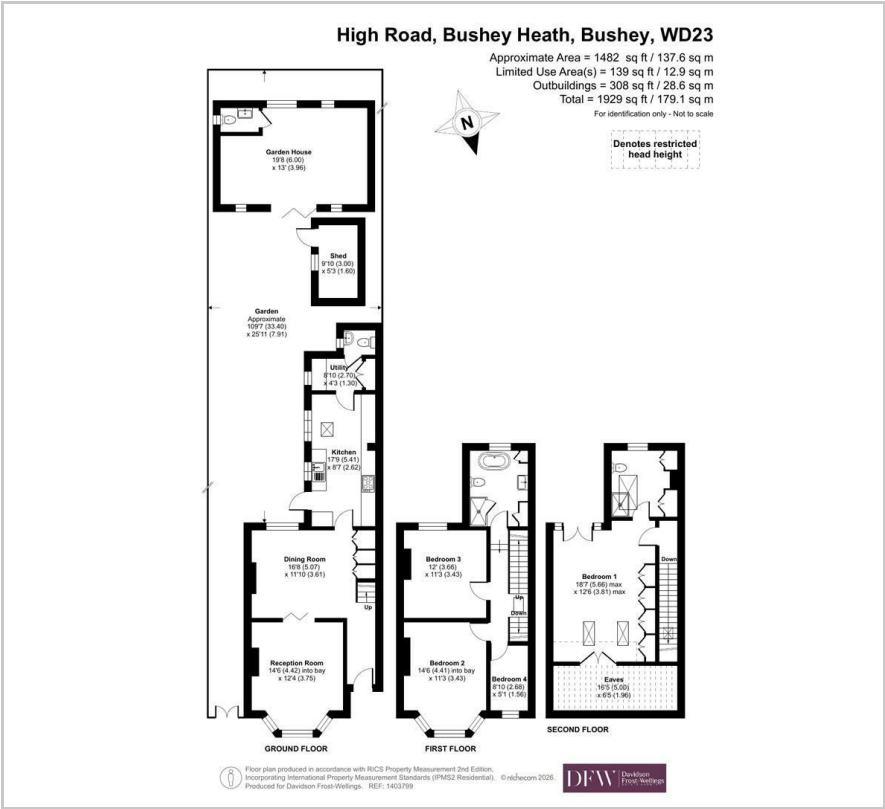 High Road, Bushey Heath, Bushey, WD23
Approximate Area = 1482 sq ft / 137.6 sq m
Limited Use Area(s) = 139 sq ft / 12.9 sq m
Outbuildings = 308 sq ft / 28.6 sq m
Total = 1929 sq ft / 179.1 sq m
For identification only - Not to scale
N
Denotes restricted
head height
Garden House
19'8 (6.00)
x 13' (3.96)
Shed
9'10 (3.00)
x 5'3 (1.60)
Garden
Approximate
109'7 (33.40)
x 25'11 (7.91)
Utility
8'10 (2.70)
x 4'3 (1.30)
Kitchen
17'9 (5.41)
x 8'7 (2.62)
Dining Room
16'8 (5.07)
x 11'10 (3.61)
Up
Reception Room
14'6 (4.42) into bay
x 12'4 (3.75)
GROUND FLOOR
Bedroom 3
12' (3.66)
x 11'3 (3.43)
Up
Down
Bedroom 2
14'6 (4.41) into bay
x 11'3 (3.43)
Bedroom 4
8'10 (2.68)
x 5'1 (1.56)
FIRST FLOOR
Bedroom 1
18'7 (5.66) max
x 12'6 (3.81) max
Down
Eaves
16'5 (5.00)
x 6'5 (1.96)
SECOND FLOOR
Floor plan produced in accordance with RICS Property Measurement 2nd Edition,
Incorporating International Property Measurement Standards (IPMS2 Residential). © nichecom 2026.
Produced for Davidson Frost-Wellings. REF: 1403799
DFW
Davidson
Frost-Wellings